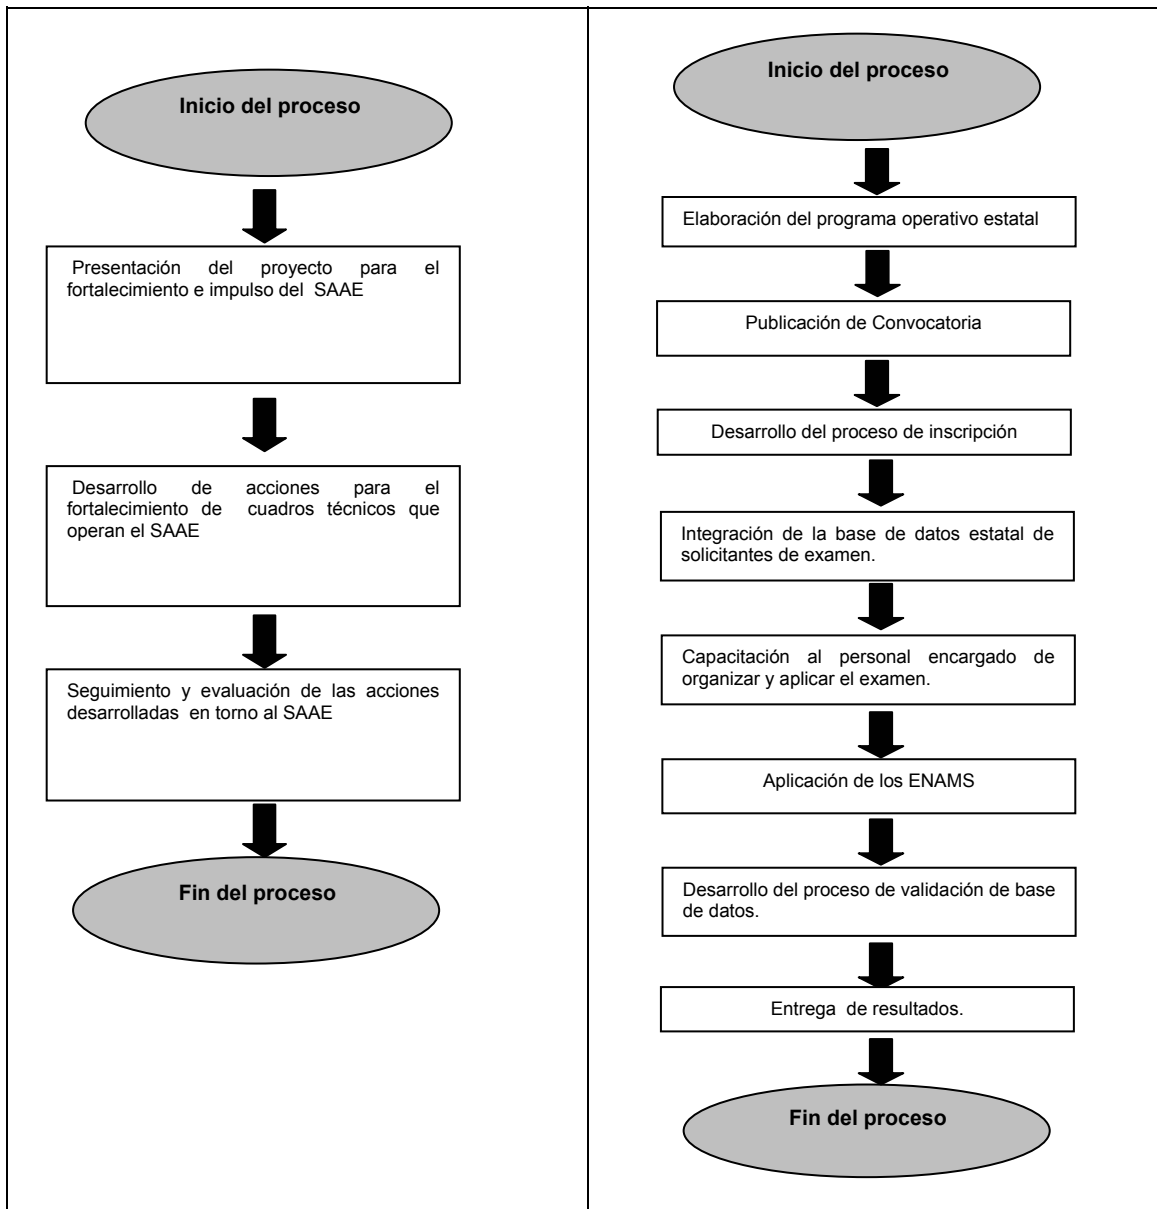 Inicio del proceso
Presentación del proyecto para el
fortalecimiento e impulso del SAAE
Desarrollo de acciones para el
fortalecimiento de cuadros técnicos que
operan el SAAE
Seguimiento y evaluación de las acciones
desarrolladas en torno al SAAE
Fin del proceso
Inicio del proceso
Elaboración del programa operativo estatal
Publicación de Convocatoria
Desarrollo del proceso de inscripción
Integración de la base de datos estatal de
solicitantes de examen.
Capacitación al personal encargado de
organizar y aplicar el examen.
Aplicación de los ENAMS
Desarrollo del proceso de validación de base
de datos.
Entrega de resultados.
Fin del proceso